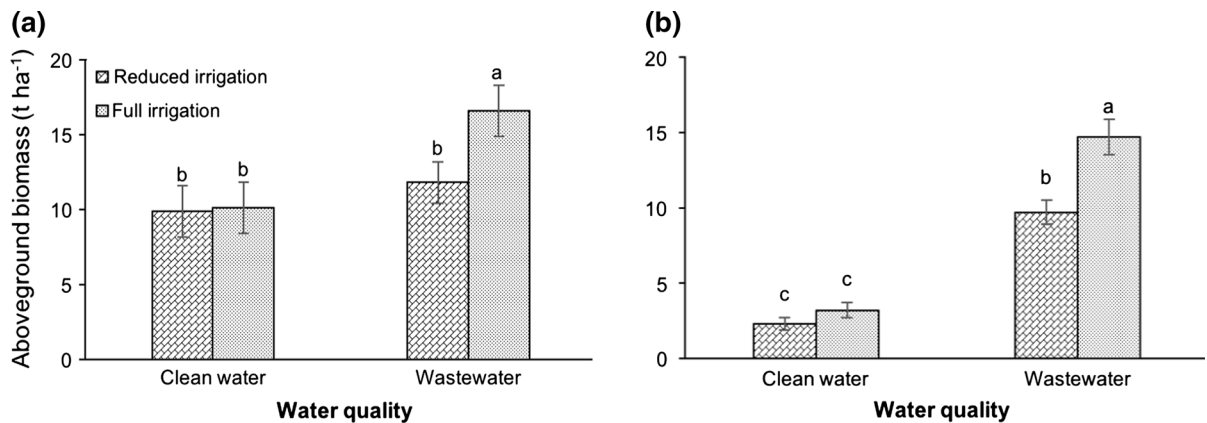 (a)
Aboveground biomass (t ha⁻¹)
20
15
10
5
0
Reduced irrigation
Full irrigation
b
b
b
a
Clean water
Wastewater
Water quality
(b)
20
15
10
5
0
c
c
b
a
Clean water
Wastewater
Water quality